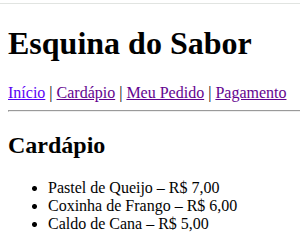 Esquina do Sabor
Início | Cardápio | Meu Pedido | Pagamento
Cardápio
• Pastel de Queijo – R$ 7,00
• Coxinha de Frango – R$ 6,00
• Caldo de Cana – R$ 5,00